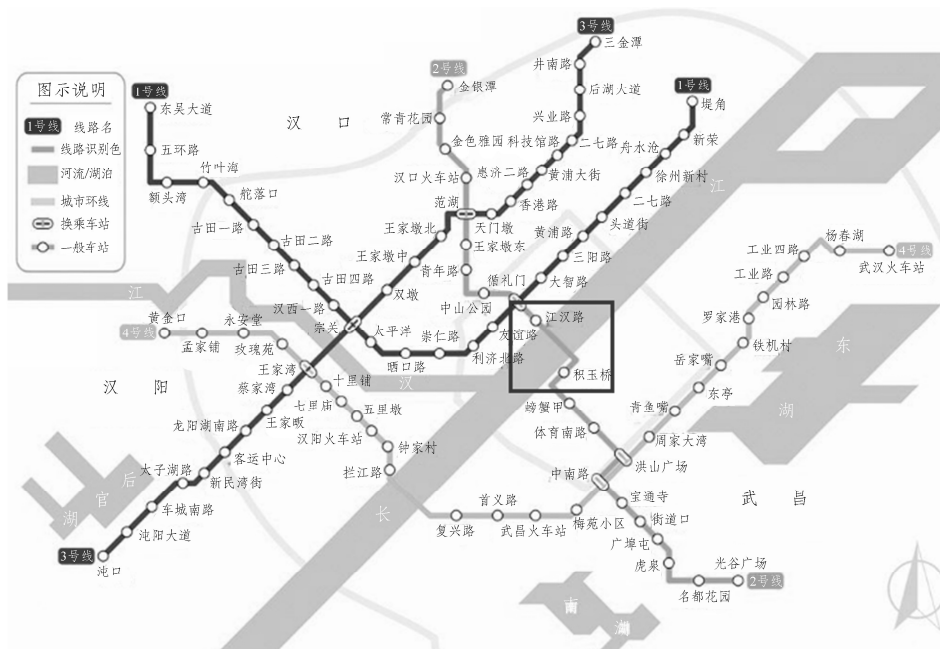 图示说明
1号线 线路名
线路识别色
河流/湖泊
城市环线
换乘车站
一般车站
汉口
汉阳
武昌
1号线
东吴大道
五环路
额头湾
竹叶海
舵落口
古田一路
古田二路
古田三路
古田四路
汉西一路
宗关
太平洋
硚口路
崇仁路
利济北路
友谊路
循礼门
大智路
三阳路
黄浦路
头道街
二七路
徐州新村
舟水沧
新荣
堤角
1号线
2号线
金银潭
常青花园
金色雅园
汉口火车站
范湖
王家墩东
青年路
中山公园
江汉路
积玉桥
螃蟹甲
体育南路
洪山广场
中南路
宝通寺
街道口
广埠屯
虎泉
名都花园
光谷广场
2号线
3号线
三金潭
井南路
后湖大道
兴业路
二七路
科技馆路
黄浦大街
惠济二路
香港路
天门墩
王家墩北
王家墩中
双墩
王家湾
蔡家湾
王家畈
龙阳湖南路
客运中心
新民湾街
太子湖路
车城南路
沌阳大道
沌口
3号线
4号线
黄金口
孟家铺
永安堂
玫瑰苑
十里铺
七里庙
五里墩
汉阳火车站
钟家村
拦江路
复兴路
首义路
武昌火车站
梅苑小区
周家大湾
青鱼嘴
东亭
岳家嘴
铁机村
罗家港
园林路
工业路
工业四路
杨春湖
武汉火车站
4号线
江
汉
长
江
东
湖
南
湖
后
官
湖